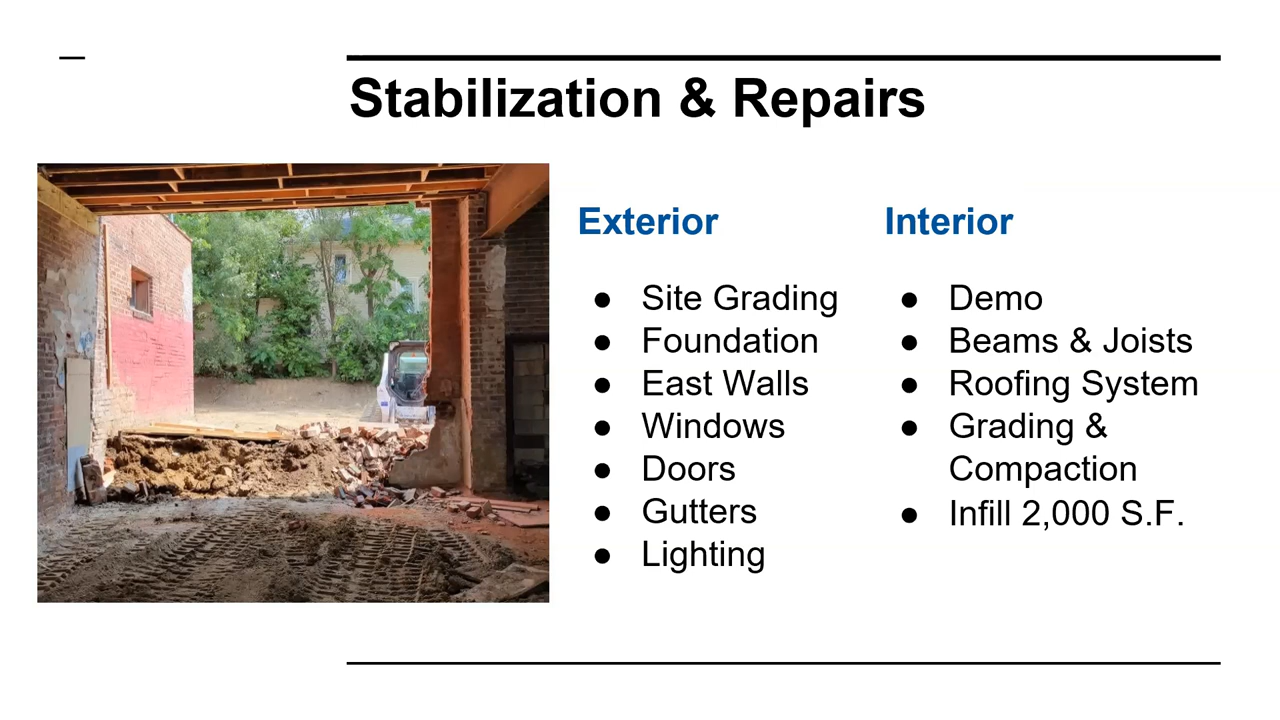 Stabilization & Repairs
Exterior
● Site Grading
● Foundation
● East Walls
● Windows
● Doors
● Gutters
● Lighting
Interior
● Demo
● Beams & Joists
● Roofing System
● Grading &
Compaction
● Infill 2,000 S.F.